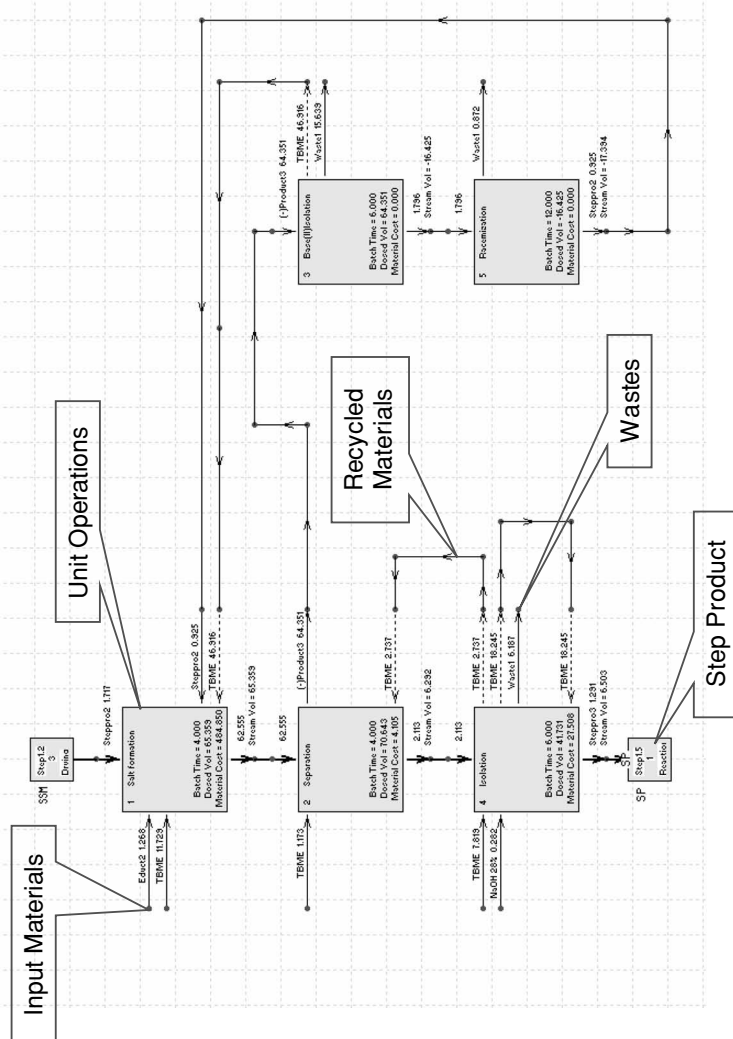 Input Materials
Unit Operations
Recycled
Materials
Wastes
Step Product
SSM
Step1.2
3
Steppro2 1.717
Educt2 1.268
TBME 11.729
1 Salt formation
Batch Time = 4.000
Dosed Vol = 65.359
Material Cost = 484.850
Steppro2 0.925
TBME 46.916
62.555
Stream Vol = 65.359
62.555
TBME 1.173
2 Separation
Batch Time = 4.000
Dosed Vol = 70.643
Material Cost = 4.105
(-)Product3 64.351
TBME 2.737
2.113
Stream Vol = 6.292
2.113
TBME 7.819
NaOH 28% 0.282
4 Isolation
Batch Time = 6.000
Dosed Vol = 41.731
Material Cost = 27.508
TBME 2.737
TBME 18.245
Waste1 6.187
TBME 18.245
Steppro3 1.291
Stream Vol = 6.503
SP
SP
Step1.5
1
Reaction
(-)Product3 64.351
3 Base(II)Isolation
Batch Time = 6.000
Dosed Vol = 64.351
Material Cost = 0.000
TBME 46.916
Waste1 15.639
1.796
Stream Vol = -16.425
1.796
5 Racemization
Batch Time = 12.000
Dosed Vol = -16.425
Material Cost = 0.000
Waste1 0.872
Steppro2 0.925
Stream Vol = -17.394